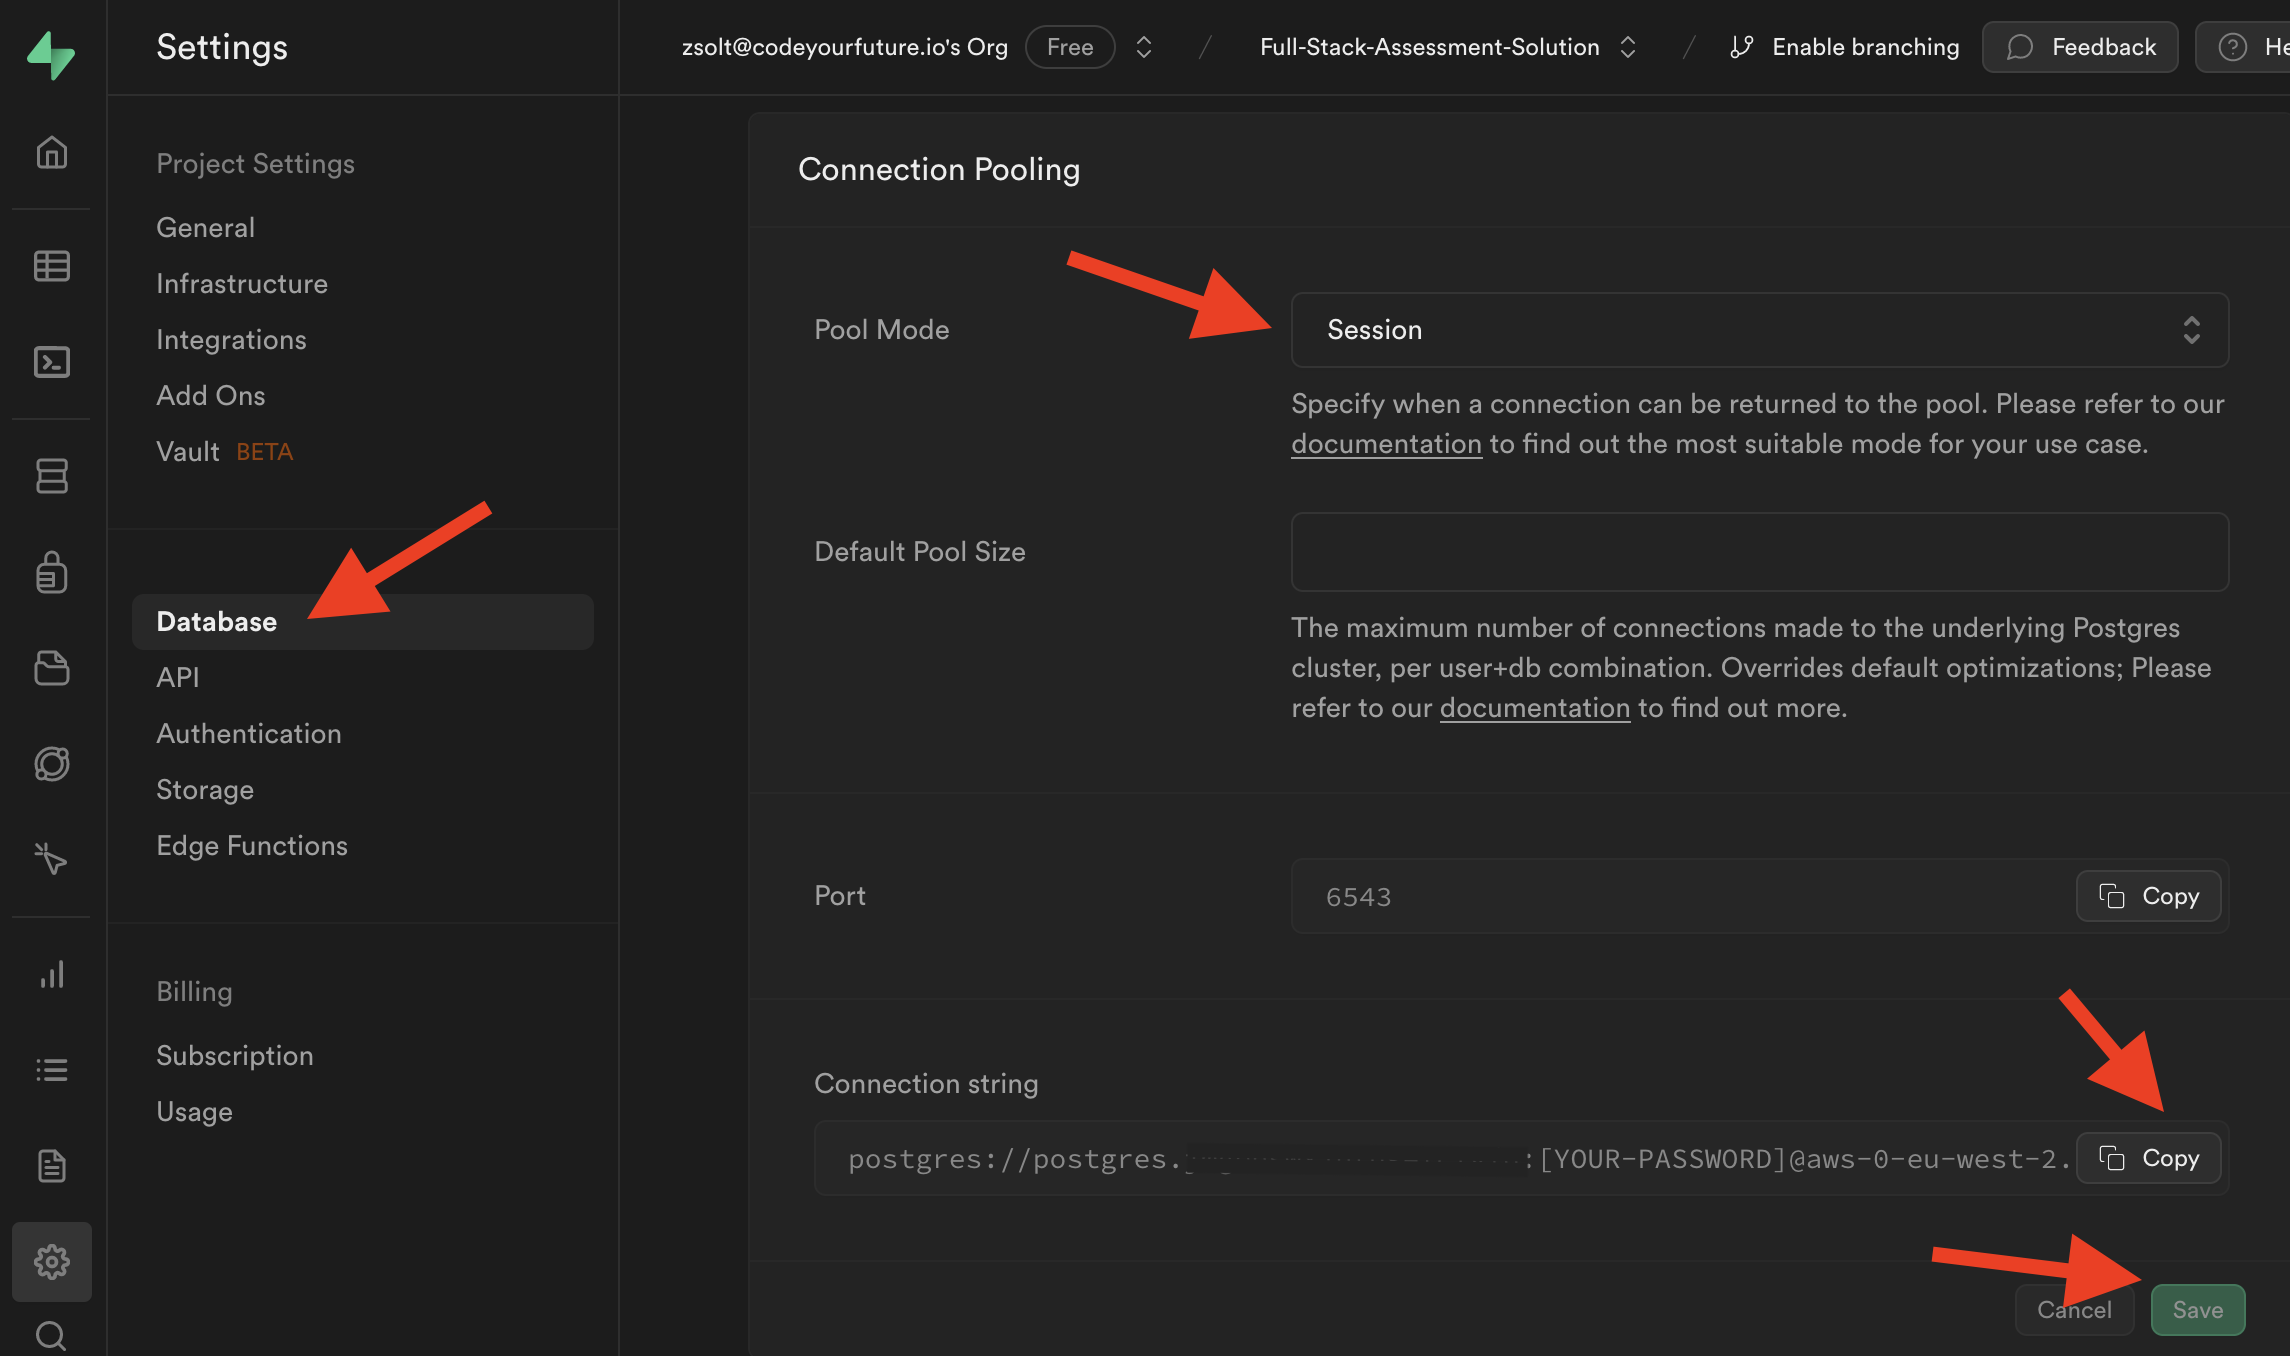 Settings
zsolt@codeyourfuture.io's Org Free / Full-Stack-Assessment-Solution / Enable branching Feedback
Project Settings
General
Infrastructure
Integrations
Add Ons
Vault BETA
Database
API
Authentication
Storage
Edge Functions
Billing
Subscription
Usage
Connection Pooling
Pool Mode
Session
Specify when a connection can be returned to the pool. Please refer to our
documentation to find out the most suitable mode for your use case.
Default Pool Size
The maximum number of connections made to the underlying Postgres
cluster, per user+db combination. Overrides default optimizations; Please
refer to our documentation to find out more.
Port
6543
Copy
Connection string
postgres://postgres. :[YOUR-PASSWORD]@aws-0-eu-west-2.
Copy
Cancel
Save